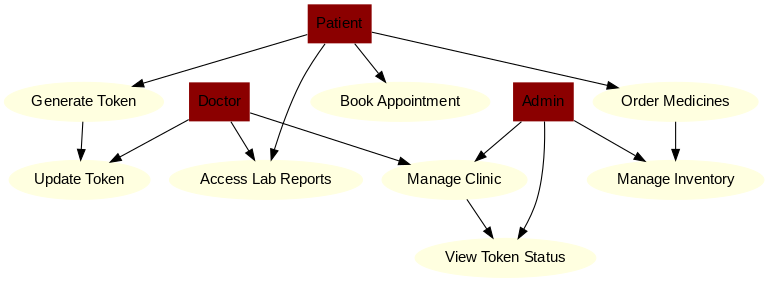 Patient
Generate Token
Doctor
Book Appointment
Admin
Order Medicines
Update Token
Access Lab Reports
Manage Clinic
Manage Inventory
View Token Status